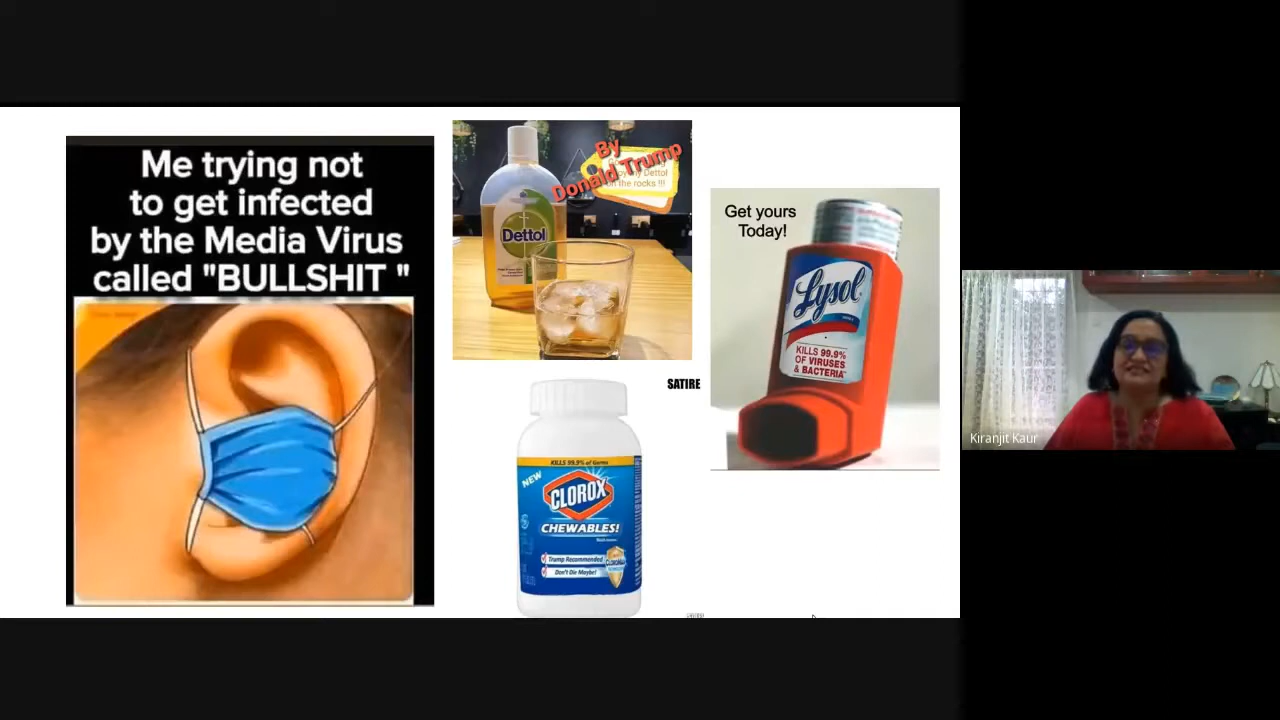 Me trying not
to get infected
by the Media Virus
called "BULLSHIT "
By
Donald Trump
Dettol
on the rocks !!!
Dettol
Get yours
Today!
Lysol
KILLS 99.9%
OF VIRUSES
& BACTERIA
SATIRE
KILLS 99.9% of Germs
NEW
CLOROX
CHEWABLES!
Trump Recommended
Don't Die Maybe!
Kiranjit Kaur